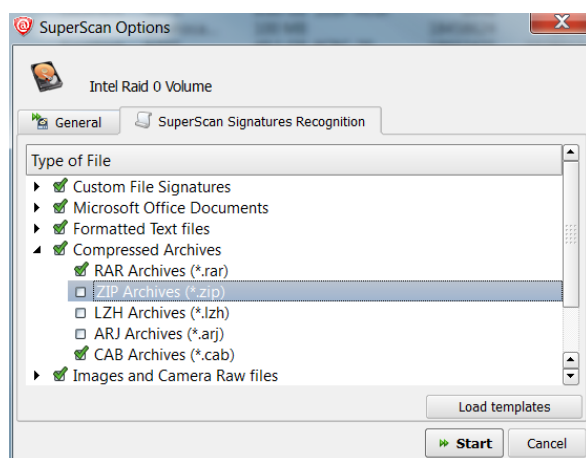 SuperScan Options
Intel Raid 0 Volume
General
SuperScan Signatures Recognition
Type of File
Custom File Signatures
Microsoft Office Documents
Formatted Text files
Compressed Archives
RAR Archives (*.rar)
ZIP Archives (*.zip)
LZH Archives (*.lzh)
ARJ Archives (*.arj)
CAB Archives (*.cab)
Images and Camera Raw files
Load templates
Start
Cancel